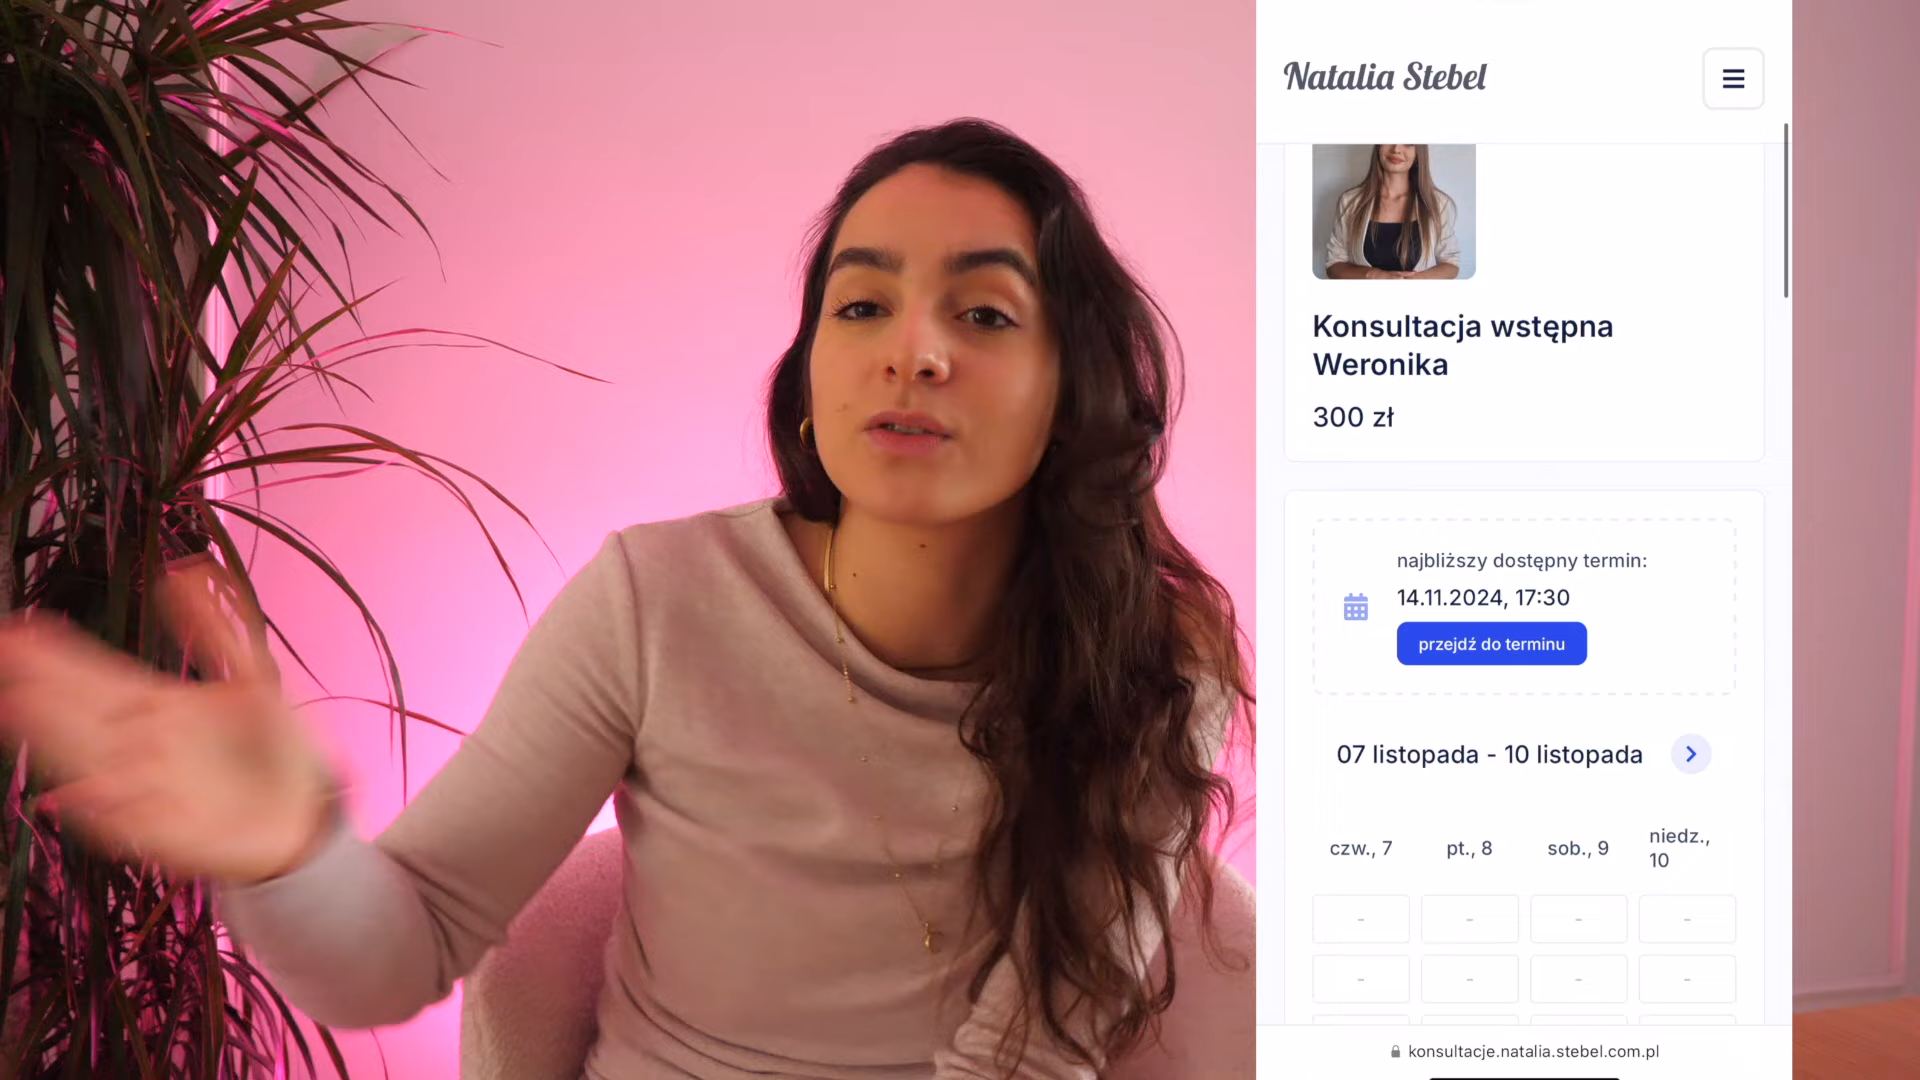 Natalia Stebel
Konsultacja wstępna
Weronika
300 zł
najbliższy dostępny termin:
14.11.2024, 17:30
przejdź do terminu
07 listopada - 10 listopada
czw., 7
pt., 8
sob., 9
niedz.,
10
-
-
-
-
-
-
-
-
konsultacje.natalia.stebel.com.pl